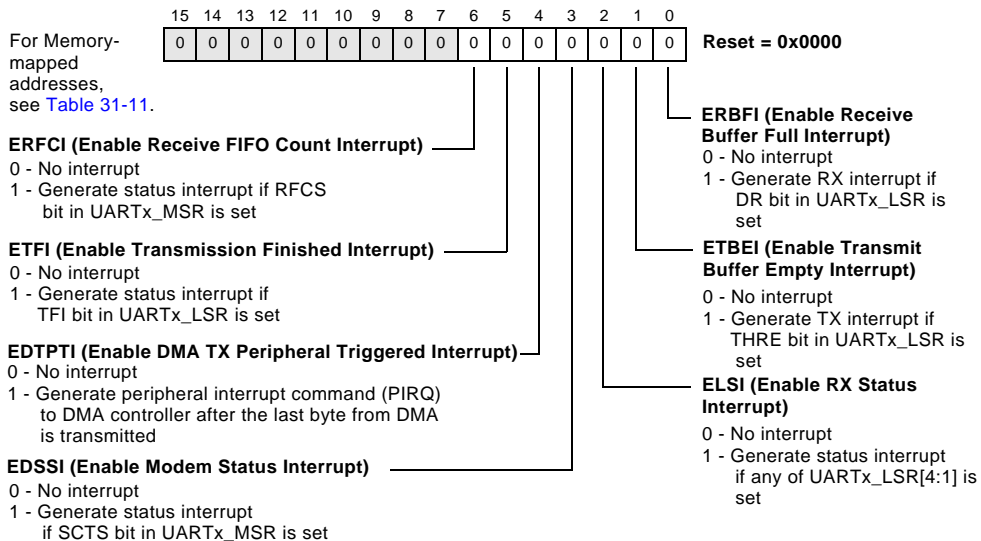 15 14 13 12 11 10 9 8 7 6 5 4 3 2 1 0
0 0 0 0 0 0 0 0 0 0 0 0 0 0 0 0
Reset = 0x0000
For Memory-
mapped
addresses,
see Table 31-11.
ERFCI (Enable Receive FIFO Count Interrupt)
0 - No interrupt
1 - Generate status interrupt if RFCS
bit in UARTx_MSR is set
ETFI (Enable Transmission Finished Interrupt)
0 - No interrupt
1 - Generate status interrupt if
TFI bit in UARTx_LSR is set
EDTPTI (Enable DMA TX Peripheral Triggered Interrupt)
0 - No interrupt
1 - Generate peripheral interrupt command (PIRQ)
to DMA controller after the last byte from DMA
is transmitted
EDSSI (Enable Modem Status Interrupt)
0 - No interrupt
1 - Generate status interrupt
if SCTS bit in UARTx_MSR is set
ERBFI (Enable Receive
Buffer Full Interrupt)
0 - No interrupt
1 - Generate RX interrupt if
DR bit in UARTx_LSR is
set
ETBEI (Enable Transmit
Buffer Empty Interrupt)
0 - No interrupt
1 - Generate TX interrupt if
THRE bit in UARTx_LSR is
set
ELSI (Enable RX Status
Interrupt)
0 - No interrupt
1 - Generate status interrupt
if any of UARTx_LSR[4:1] is
set